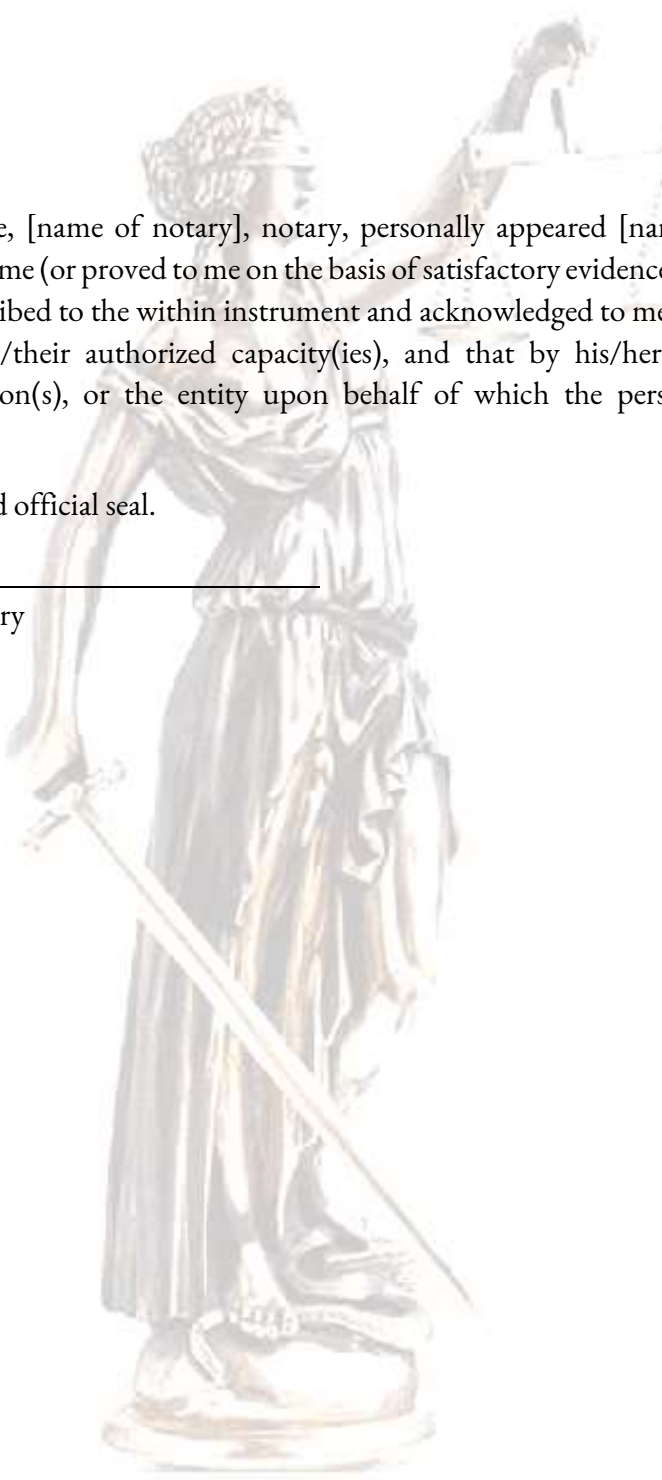 e, [name of notary], notary, personally appeared [nar
me (or proved to me on the basis of satisfactory evidence
ibed to the within instrument and acknowledged to me
/their authorized capacity(ies), and that by his/her
on(s), or the entity upon behalf of which the pers
d official seal.
ry